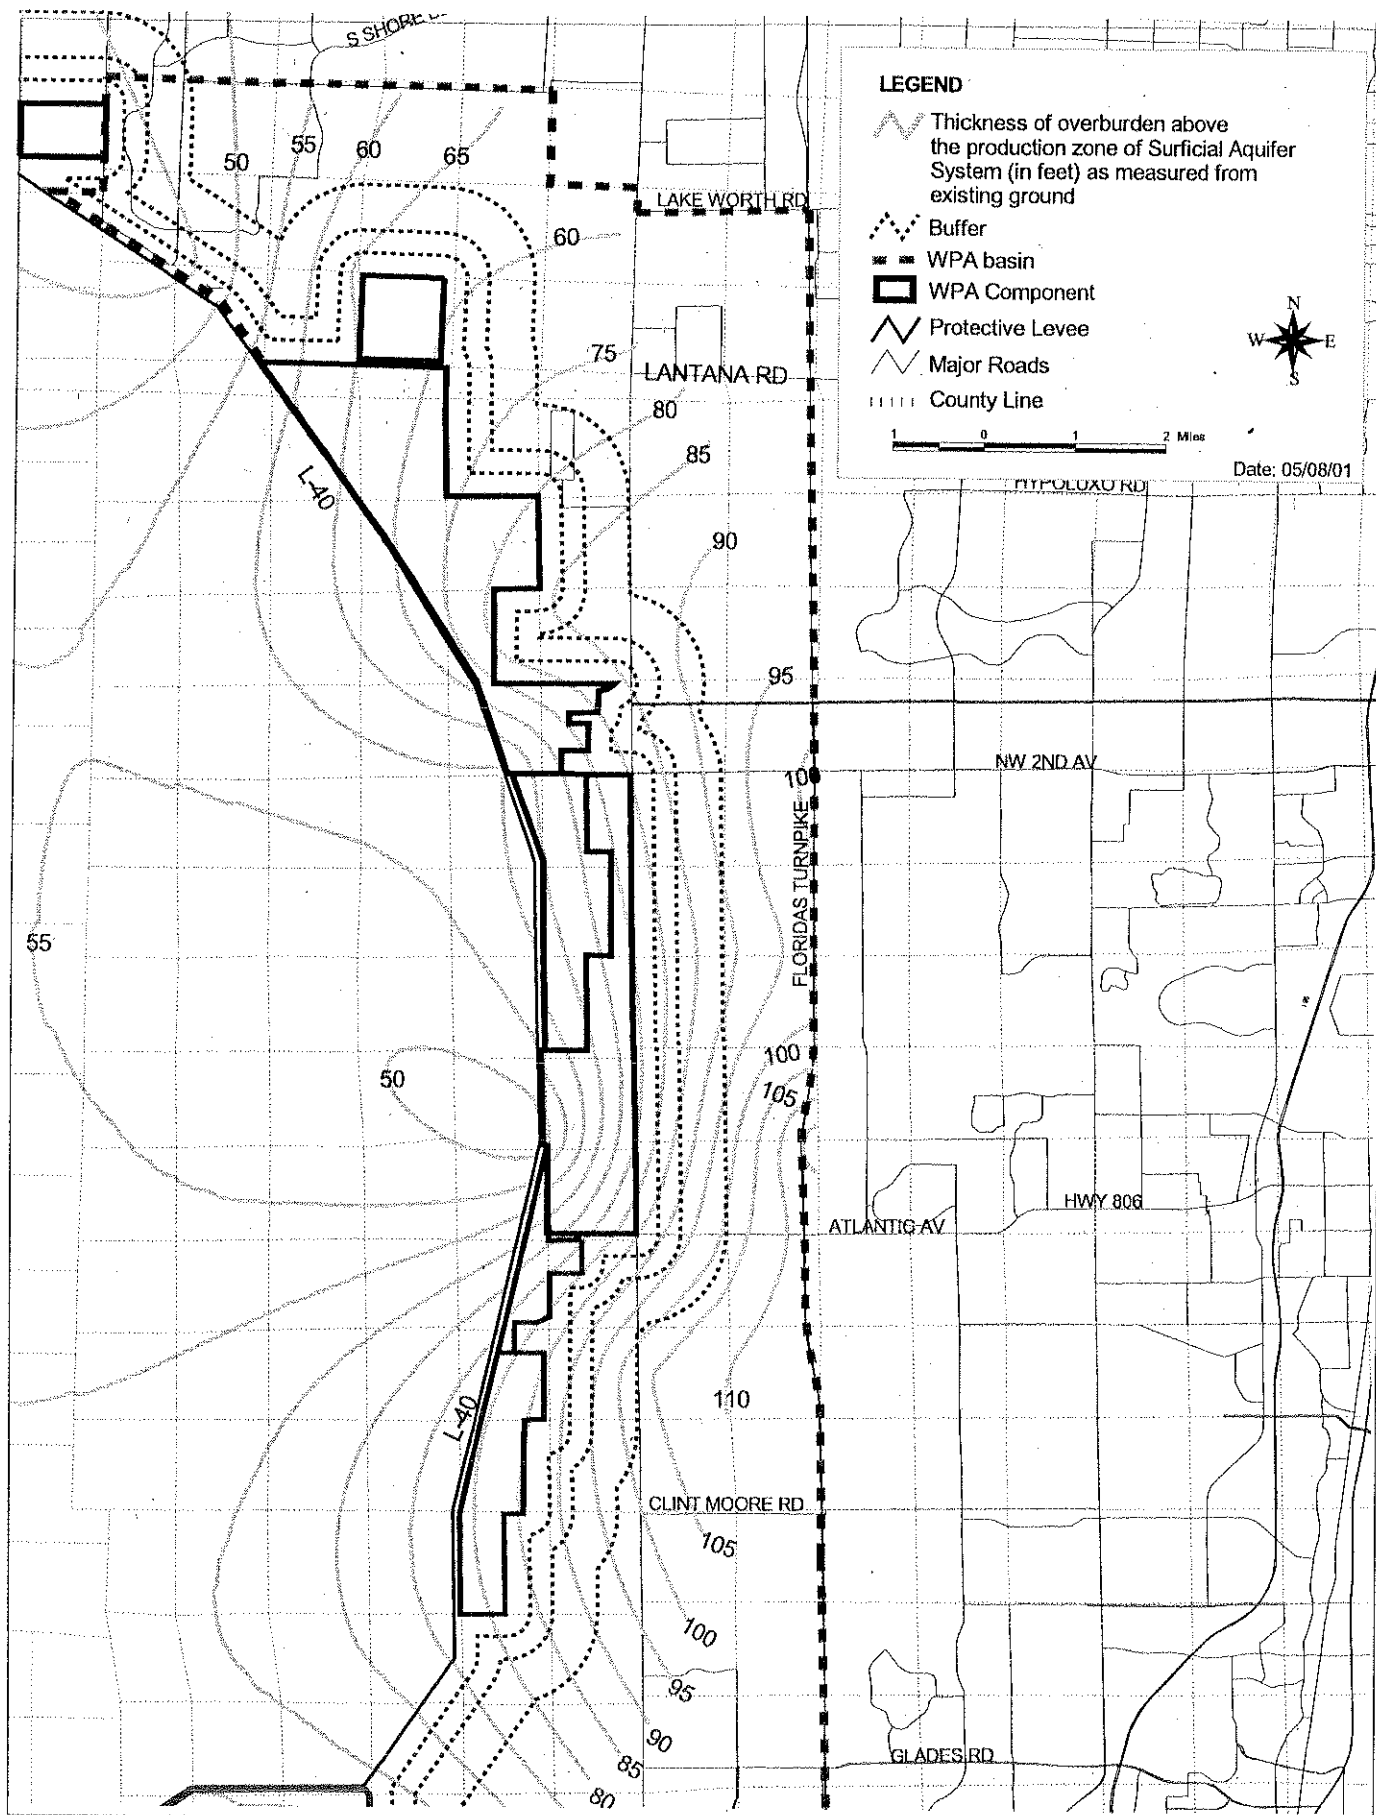 S SHORE
LEGEND
Thickness of overburden above
the production zone of Surficial Aquifer
System (in feet) as measured from
existing ground
Buffer
WPA basin
WPA Component
Protective Levee
Major Roads
County Line
N
W E
S
1 0 1 2 Miles
Date: 05/08/01
50 55 60 65
LAKE WORTH RD
60
75
LANTANA RD
80
85
L-40
HYPOLUXO RD
90
95
NW 2ND AV
100
FLORIDAS TURNPIKE
55
100
50
105
HWY 806
ATLANTIC AV
110
L-40
CLINT MOORE RD
105
100
95
90
GLADES RD
85
80